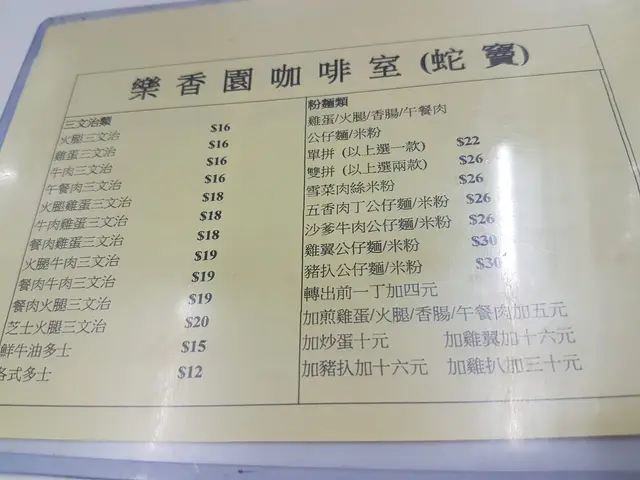 樂香園咖啡室 (蛇竇)
三文治類
火腿三文治 $16
雞蛋三文治 $16
牛肉三文治 $16
午餐肉三文治 $16
火腿雞蛋三文治 $18
牛肉雞蛋三文治 $18
餐肉雞蛋三文治 $18
火腿牛肉三文治 $19
餐肉牛肉三文治 $19
餐肉火腿三文治 $19
芝士火腿三文治 $20
鮮牛油多士 $15
各式多士 $12
粉麵類
雞蛋/火腿/香腸/午餐肉
公仔麵/米粉
單拼 (以上選一款) $22
雙拼 (以上選兩款) $26
雪菜肉絲米粉 $26
五香肉丁公仔麵/米粉 $26
沙爹牛肉公仔麵/米粉 $26
雞翼公仔麵/米粉 $30
豬扒公仔麵/米粉 $30
轉出前一丁加四元
加煎雞蛋/火腿/香腸/午餐肉加五元
加炒蛋十元 加雞翼加十六元
加豬扒加十六元 加雞扒加三十元